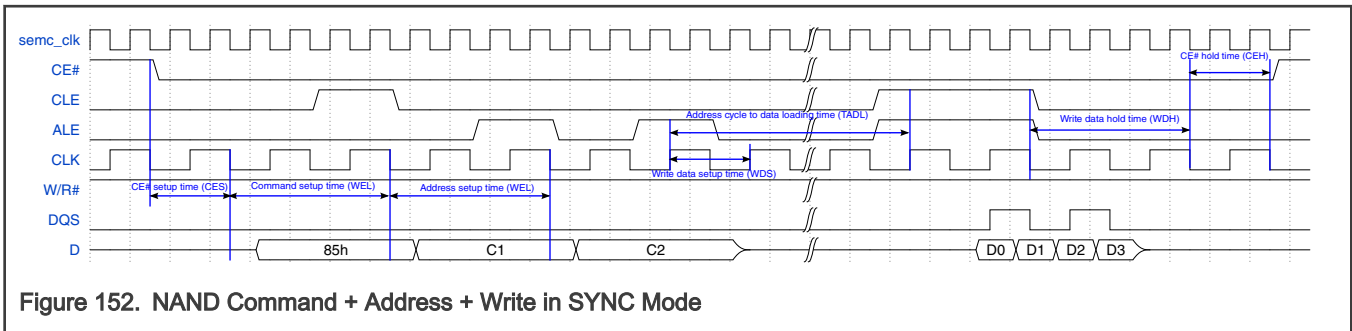 semc_clk
CE#
CE# hold time (CEH)
CLE
Address cycle to data loading time (TADL)
Write data hold time (WDH)
ALE
CLK
Write data setup time (WDS)
W/R#
CE# setup time (CES)
Command setup time (WEL)
Address setup time (WEL)
DQS
D
85h
C1
C2
D0
D1
D2
D3
Figure 152. NAND Command + Address + Write in SYNC Mode